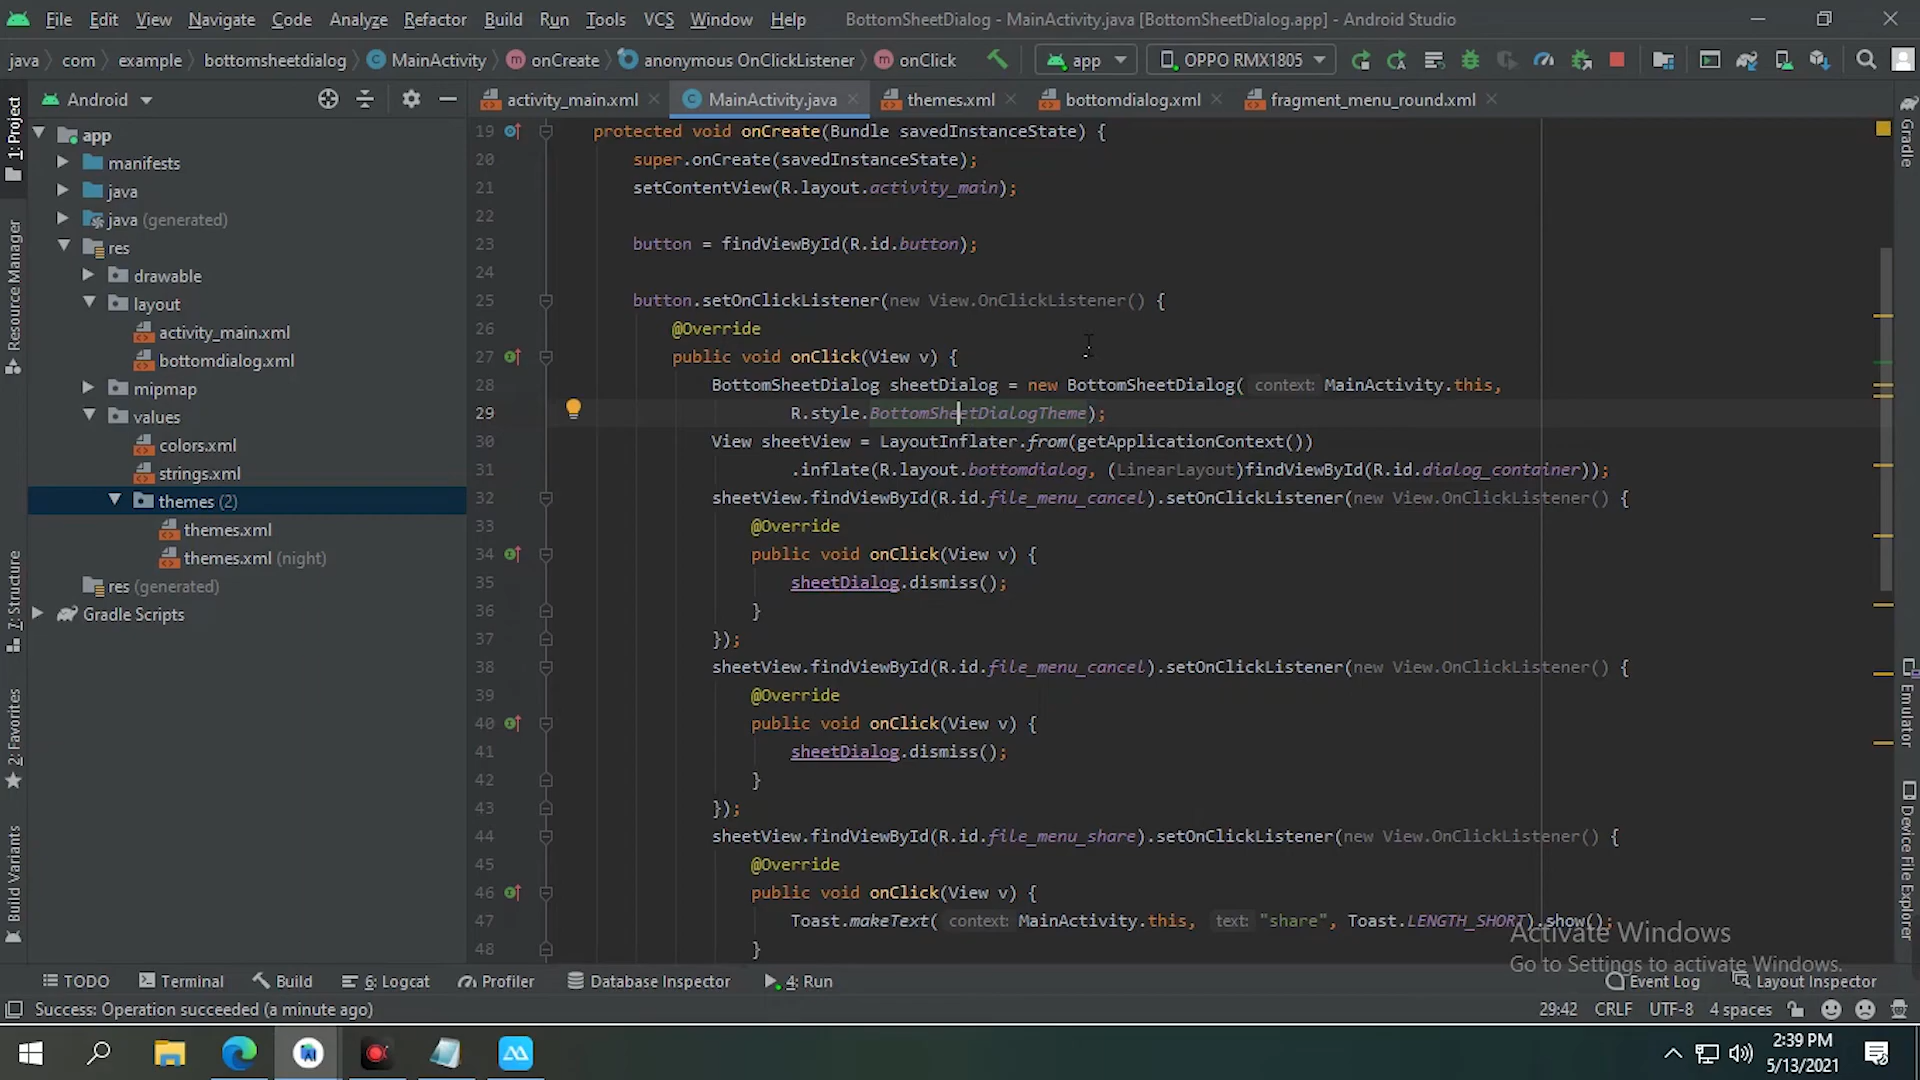 File Edit View Navigate Code Analyze Refactor Build Run Tools VCS Window Help BottomSheetDialog - MainActivity.java [BottomSheetDialog.app] - Android Studio
java com example bottomsheetdialog MainActivity onCreate anonymous OnClickListener onClick app OPPO RMX1805
Android activity_main.xml MainActivity.java themes.xml bottomdialog.xml fragment_menu_round.xml
1: Project
Resource Manager
7: Structure
2: Favorites
Build Variants
app
manifests
java
java (generated)
res
drawable
layout
activity_main.xml
bottomdialog.xml
mipmap
values
colors.xml
strings.xml
themes (2)
themes.xml
themes.xml (night)
res (generated)
Gradle Scripts
19 protected void onCreate(Bundle savedInstanceState) {
20 super.onCreate(savedInstanceState);
21 setContentView(R.layout.activity_main);
22
23 button = findViewById(R.id.button);
24
25 button.setOnClickListener(new View.OnClickListener() {
26 @Override
27 public void onClick(View v) {
28 BottomSheetDialog sheetDialog = new BottomSheetDialog( context: MainActivity.this,
29 R.style.BottomSheetDialogTheme);
30 View sheetView = LayoutInflater.from(getApplicationContext())
31 .inflate(R.layout.bottomdialog, (LinearLayout)findViewById(R.id.dialog_container));
32 sheetView.findViewById(R.id.file_menu_cancel).setOnClickListener(new View.OnClickListener() {
33 @Override
34 public void onClick(View v) {
35 sheetDialog.dismiss();
36 }
37 });
38 sheetView.findViewById(R.id.file_menu_cancel).setOnClickListener(new View.OnClickListener() {
39 @Override
40 public void onClick(View v) {
41 sheetDialog.dismiss();
42 }
43 });
44 sheetView.findViewById(R.id.file_menu_share).setOnClickListener(new View.OnClickListener() {
45 @Override
46 public void onClick(View v) {
47 Toast.makeText( context: MainActivity.this, text: "share", Toast.LENGTH_SHORT).show();
48 }
Gradle
Emulator
Device File Explorer
Activate Windows
Go to Settings to activate Windows.
TODO Terminal Build 6: Logcat Profiler Database Inspector 4: Run Event Log Layout Inspector
Success: Operation succeeded (a minute ago) 29:42 CRLF UTF-8 4 spaces
2:39 PM
5/13/2021